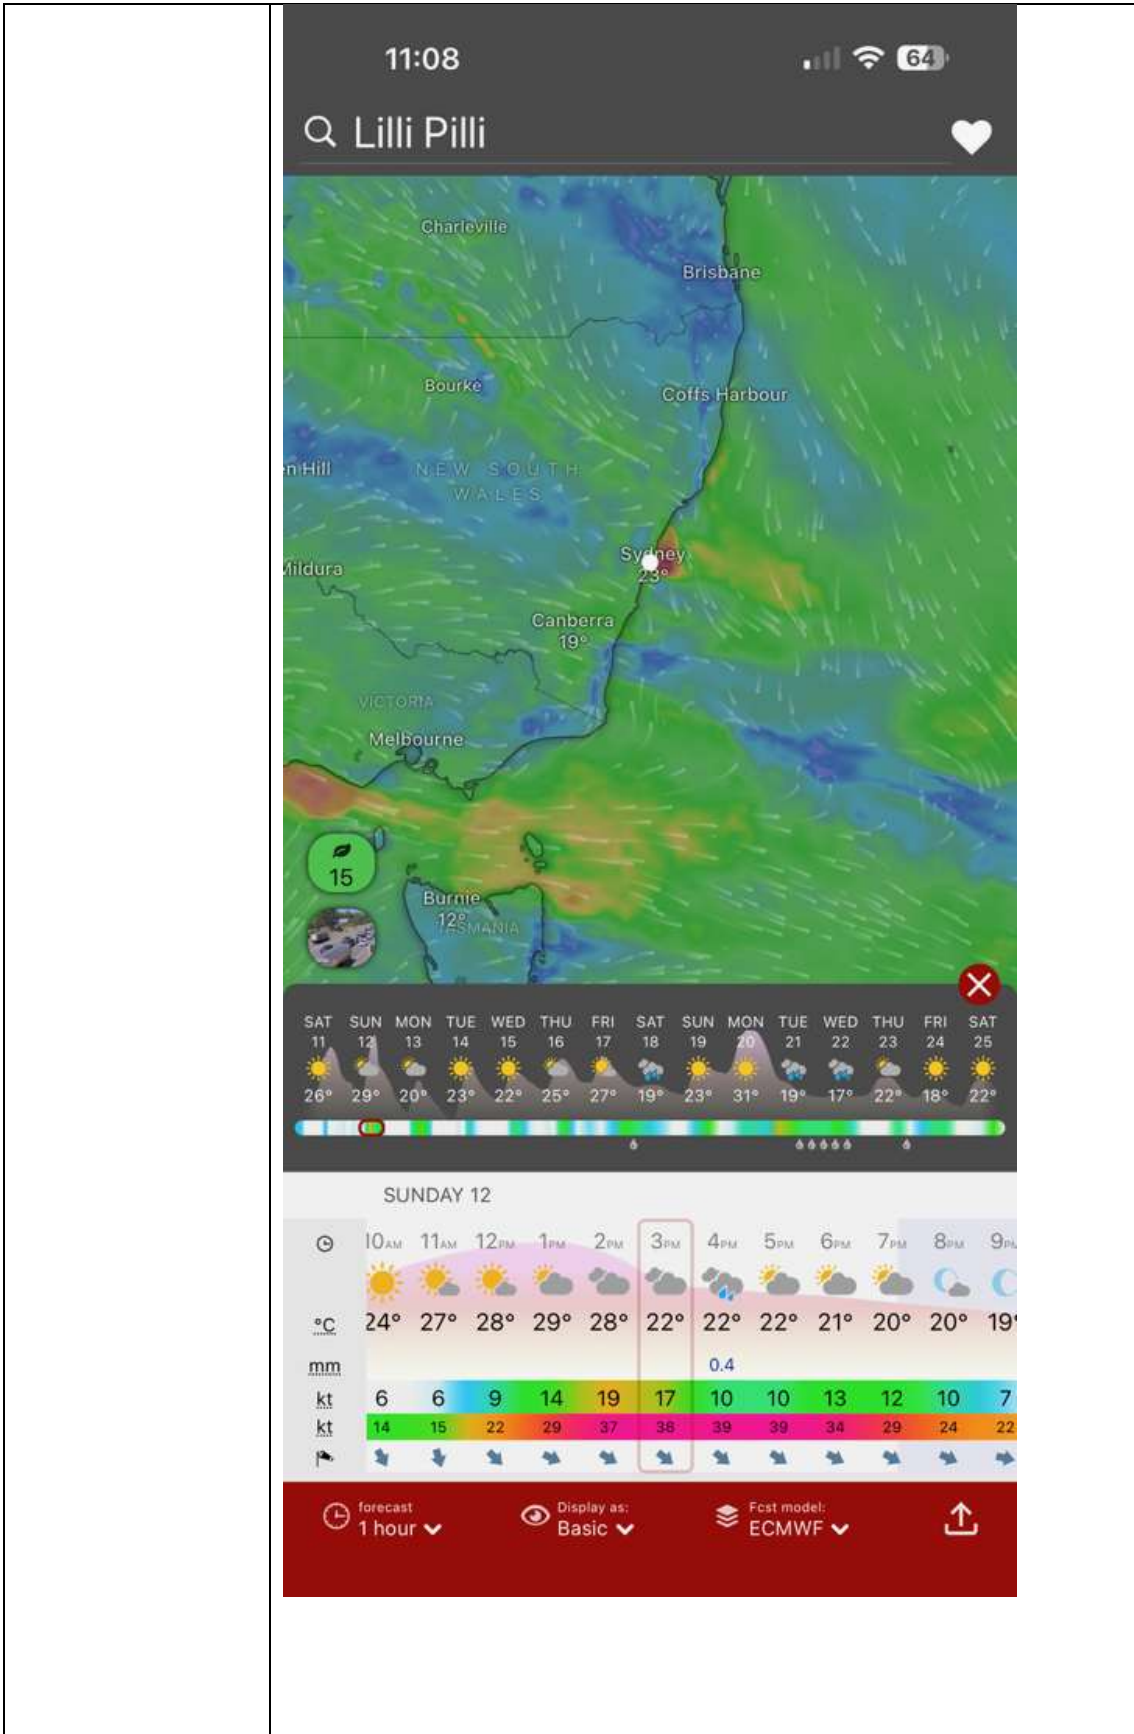 11:08 64
Lilli Pilli
Charleville
Brisbane
Bourke
Coffs Harbour
en Hill
NEW SOUTH
WALES
Sydney
23°
Mildura
Canberra
19°
VICTORIA
Melbourne
15
Burnie
12°
TASMANIA
SAT SUN MON TUE WED THU FRI SAT SUN MON TUE WED THU FRI SAT
11 12 13 14 15 16 17 18 19 20 21 22 23 24 25
26° 29° 20° 23° 22° 25° 27° 19° 23° 31° 19° 17° 22° 18° 22°
SUNDAY 12
10AM 11AM 12PM 1PM 2PM 3PM 4PM 5PM 6PM 7PM 8PM 9PM
°C 24° 27° 28° 29° 28° 22° 22° 22° 21° 20° 20° 19°
mm 0.4
kt 6 6 9 14 19 17 10 10 13 12 10 7
kt 14 15 22 29 37 38 39 39 34 29 24 22
forecast Display as: Fcst model:
1 hour Basic ECMWF